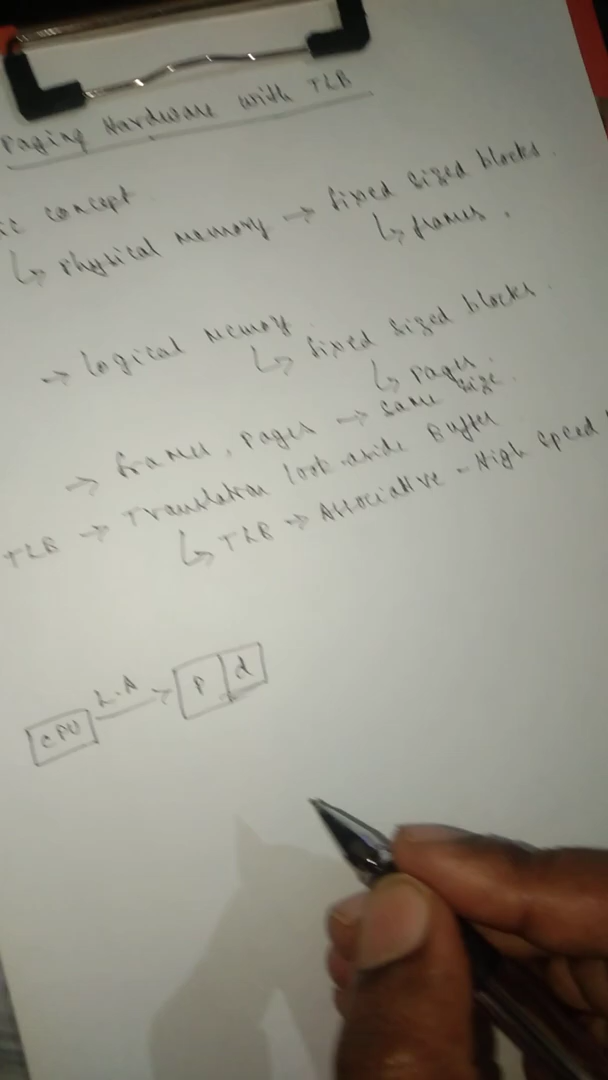 Paging Hardware with TLB
ic concept
↳ Physical memory → fixed sized blocks.
↳ frames.
→ logical memory
↳ fixed sized blocks.
↳ pages.
→ frames, pages → same size.
TLB → Translation look-aside Buffer
↳ TLB → Associative - High speed
CPU L.A → P d